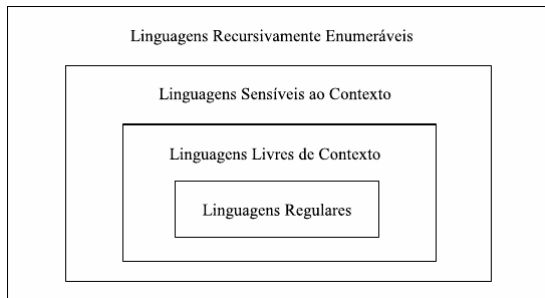 Linguagens Recursivamente Enumeráveis
Linguagens Sensíveis ao Contexto
Linguagens Livres de Contexto
Linguagens Regulares